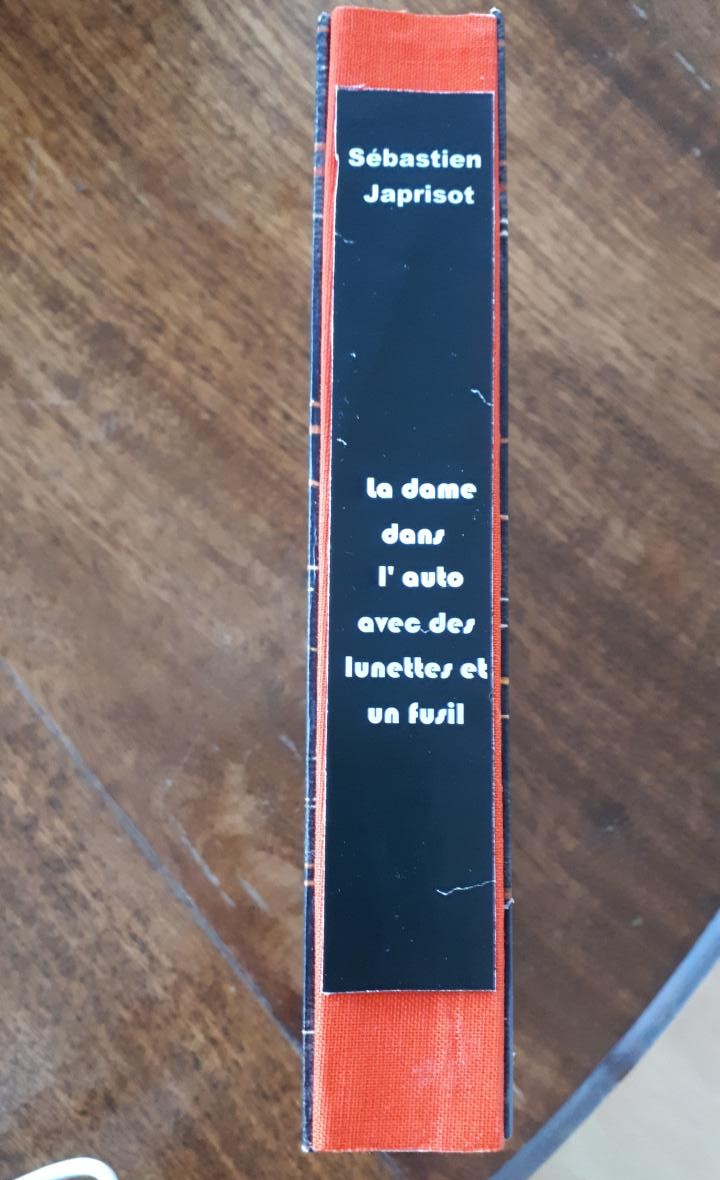 Sébastien
Japrisot
La dame
dans
l' auto
avec des
lunettes et
un fusil